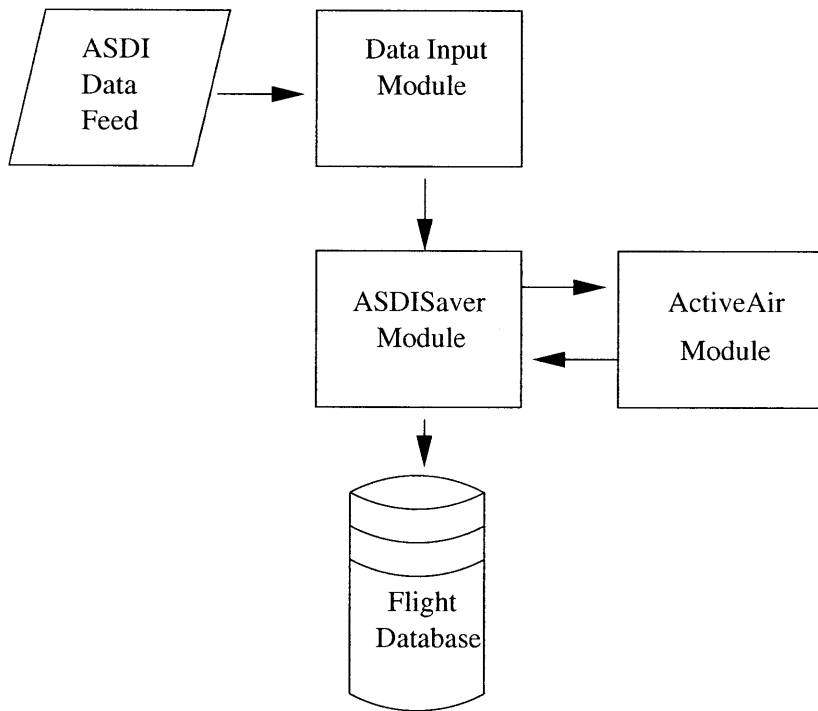 ASDI
Data
Feed
Data Input
Module
ASDISaver
Module
ActiveAir
Module
Flight
Database